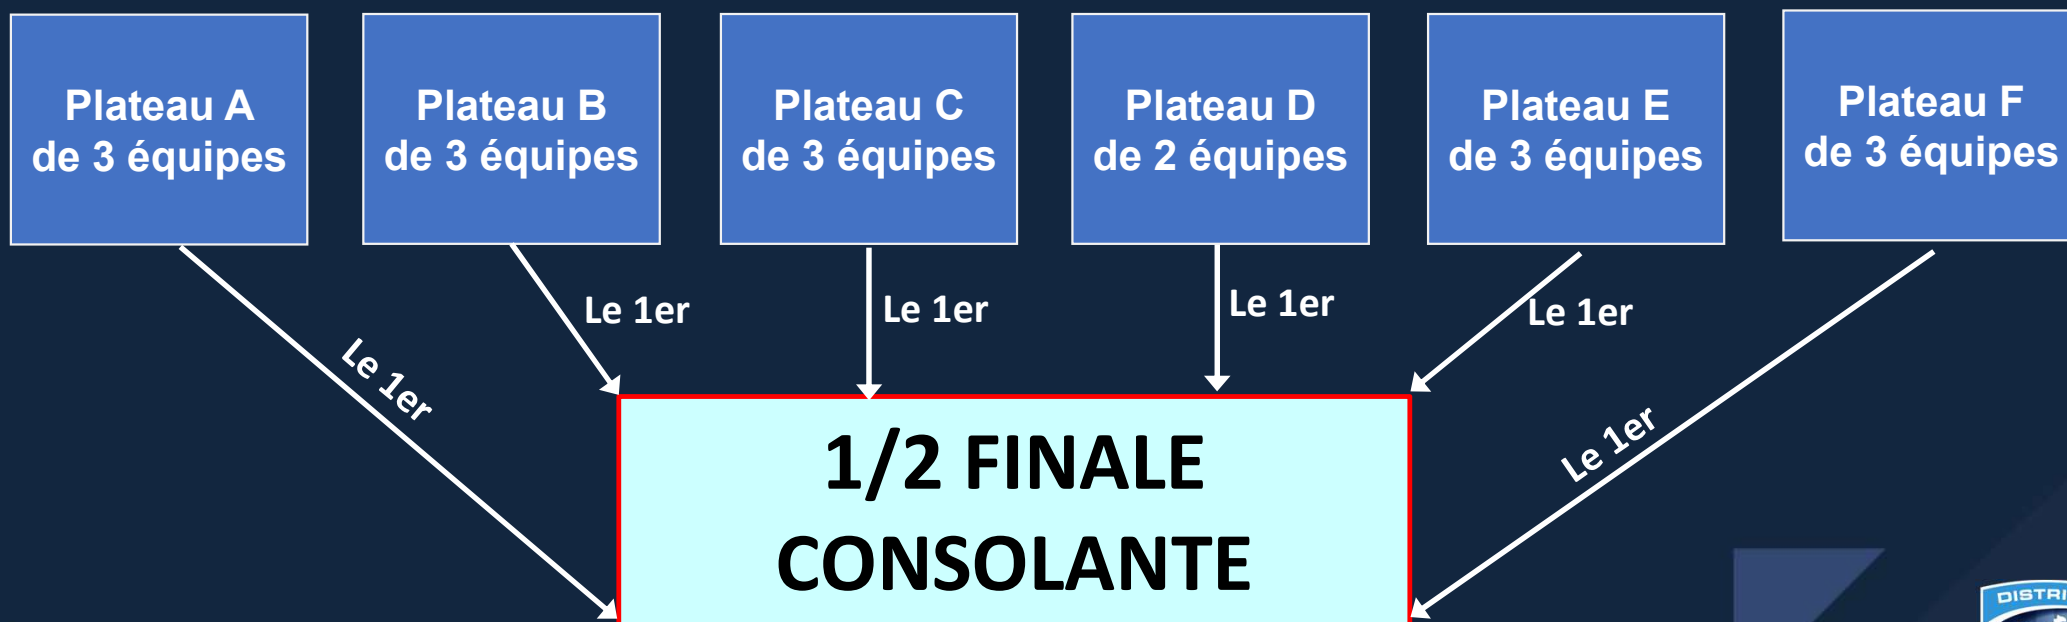 Plateau A
de 3 équipes
Plateau B
de 3 équipes
Plateau C
de 3 équipes
Plateau D
de 2 équipes
Plateau E
de 3 équipes
Plateau F
de 3 équipes
Le 1er
Le 1er
Le 1er
Le 1er
Le 1er
Le 1er
1/2 FINALE
CONSOLANTE